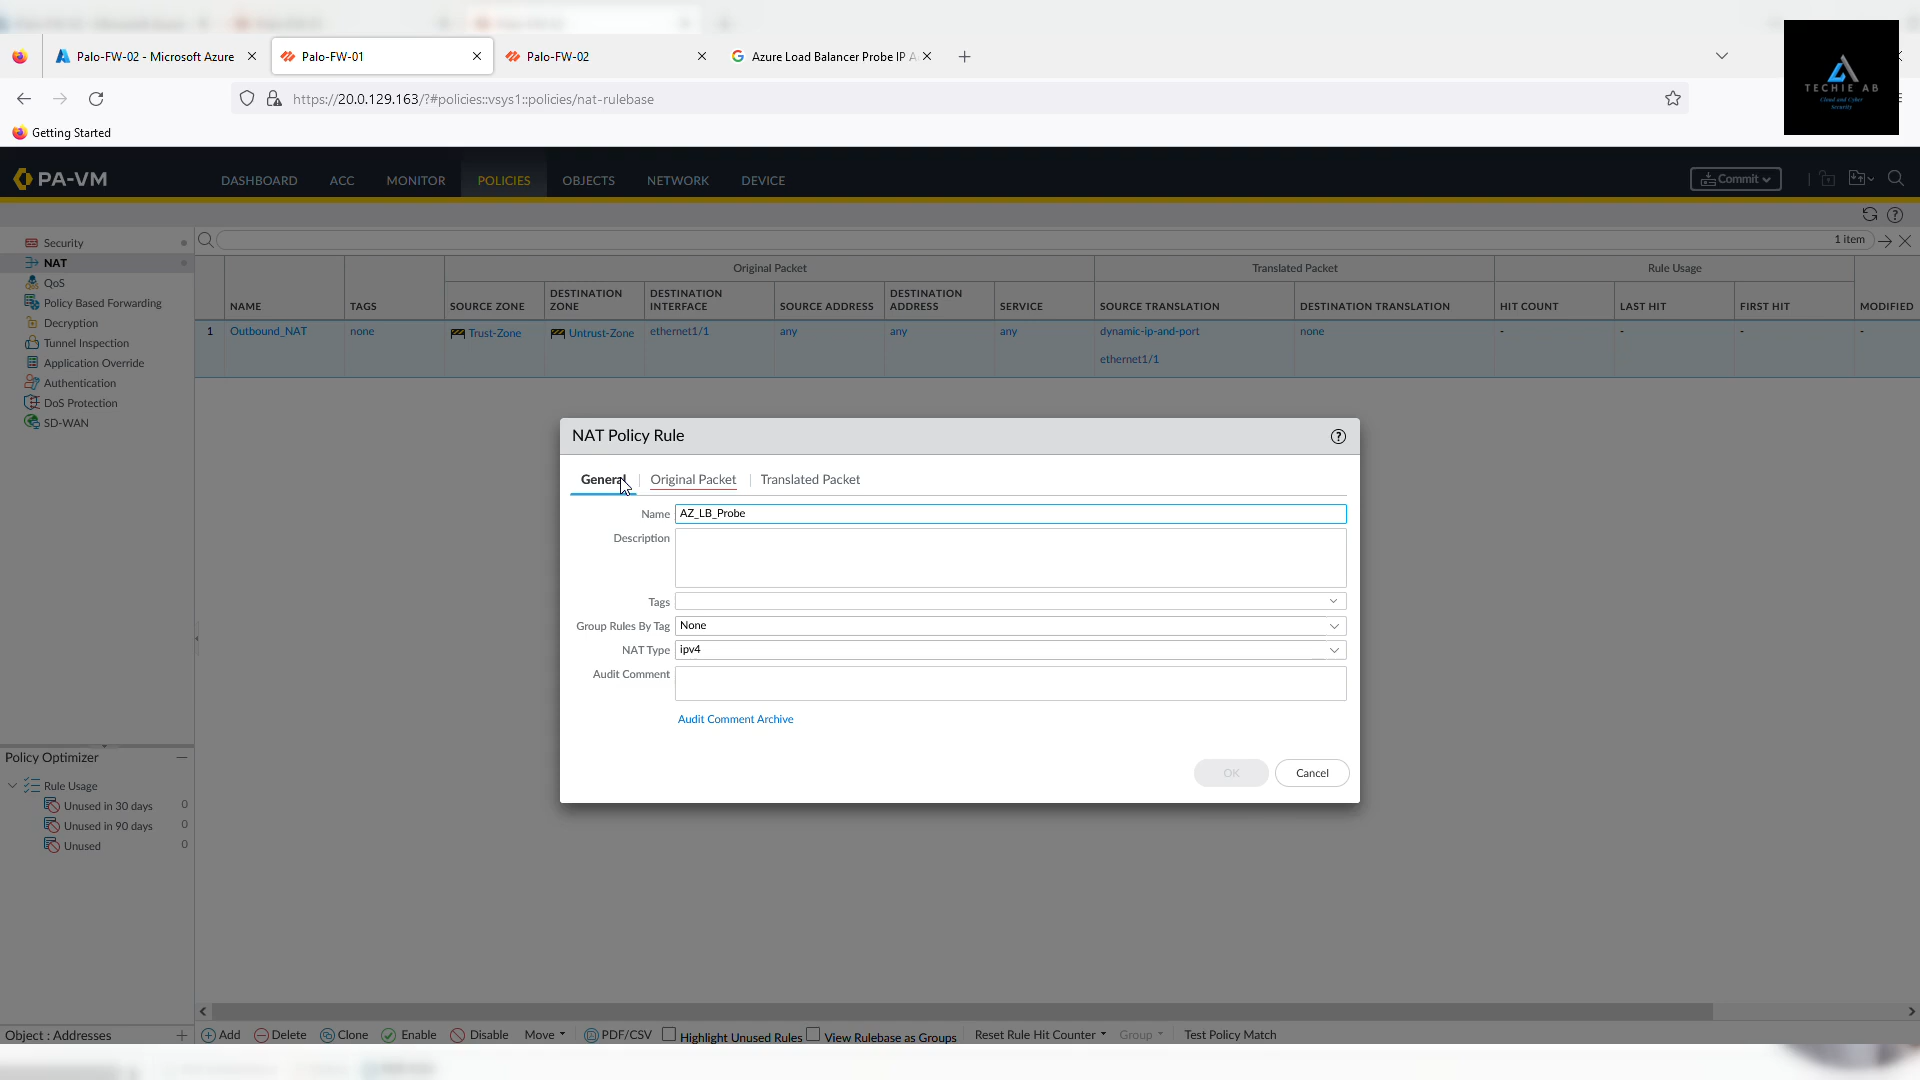 Palo-FW-02 - Microsoft Azure
Palo-FW-01
Palo-FW-02
Azure Load Balancer Probe IP A
https://20.0.129.163/?#policies::vsys1::policies/nat-rulebase
Getting Started
TECHIE AB
Cloud and Cyber
Security
PA-VM
DASHBOARD
ACC
MONITOR
POLICIES
OBJECTS
NETWORK
DEVICE
Commit
Security
NAT
QoS
Policy Based Forwarding
Decryption
Tunnel Inspection
Application Override
Authentication
DoS Protection
SD-WAN
1 item
Original Packet
Translated Packet
Rule Usage
NAME
TAGS
SOURCE ZONE
DESTINATION ZONE
DESTINATION INTERFACE
SOURCE ADDRESS
DESTINATION ADDRESS
SERVICE
SOURCE TRANSLATION
DESTINATION TRANSLATION
HIT COUNT
LAST HIT
FIRST HIT
MODIFIED
1 Outbound_NAT none Trust-Zone Untrust-Zone ethernet1/1 any any any dynamic-ip-and-port none - - - -
ethernet1/1
NAT Policy Rule
General
Original Packet
Translated Packet
Name AZ_LB_Probe
Description
Tags
Group Rules By Tag None
NAT Type ipv4
Audit Comment
Audit Comment Archive
OK
Cancel
Policy Optimizer
Rule Usage
Unused in 30 days 0
Unused in 90 days 0
Unused 0
Object : Addresses
Add
Delete
Clone
Enable
Disable
Move
PDF/CSV
Highlight Unused Rules
View Rulebase as Groups
Reset Rule Hit Counter
Group
Test Policy Match